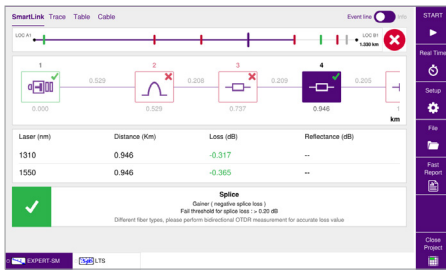 SmartLink Trace Table Cable
Event line
Info
START
LOC A1
LOC B1
1.030 km
Real Time
1 2 3 4
0.529 0.208 0.209 0.205
0.000 0.529 0.737 0.946 1
km
Setup
File
Laser (nm) Distance (Km) Loss (dB) Reflectance (dB)
1310 0.946 -0.317 --
1550 0.946 -0.365 --
Fast
Report
Splice
Gainer ( negative splice loss )
Fail threshold for splice loss : > 0.20 dB
Different fiber types, please perform bidirectional OTDR measurement for accurate loss value
Close
Project
EXPERT-SM LTS